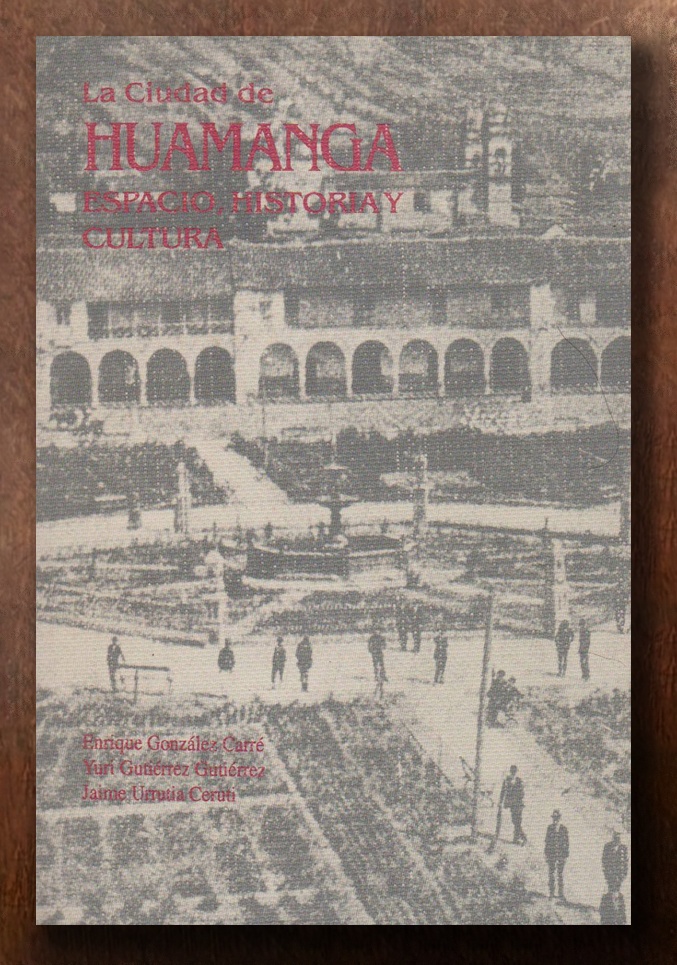 La Ciudad de
HUAMANGA
ESPACIO, HISTORIA Y
CULTURA
Enrique González Carré
Yuri Gutiérrez Gutiérrez
Jaime Urrutia Ceruti